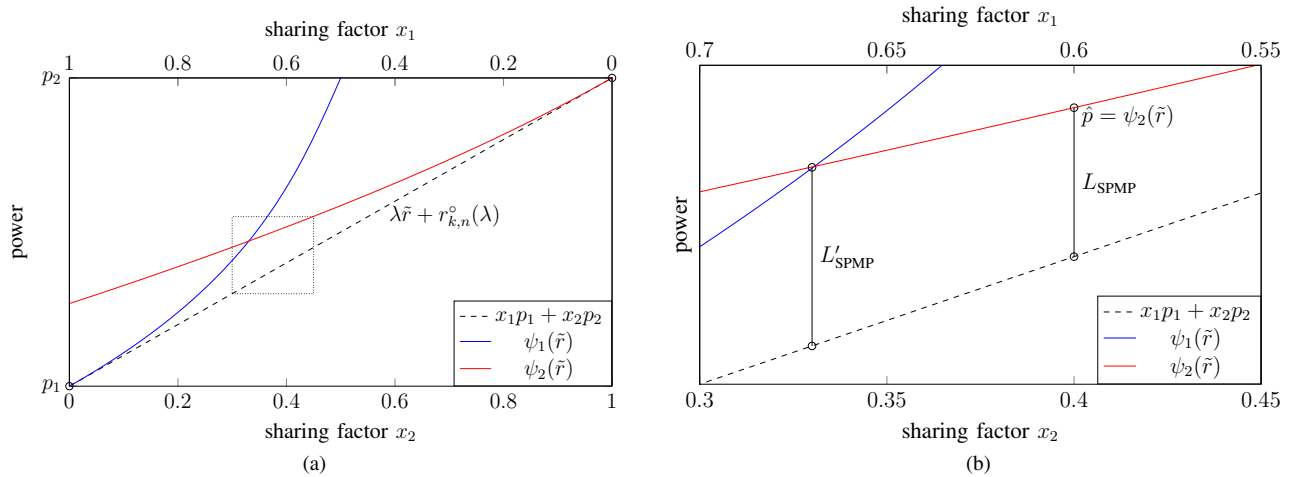 sharing factor x₁
1 0.8 0.6 0.4 0.2 0
p₂
power
λr̃ + r°ₖ,ₙ(λ)
x₁p₁ + x₂p₂
ψ₁(r̃)
ψ₂(r̃)
p₁
0 0.2 0.4 0.6 0.8 1
sharing factor x₂
(a)
sharing factor x₁
0.7 0.65 0.6 0.55
p̂ = ψ₂(r̃)
L_SPMP
power
L′_SPMP
x₁p₁ + x₂p₂
ψ₁(r̃)
ψ₂(r̃)
0.3 0.35 0.4 0.45
sharing factor x₂
(b)